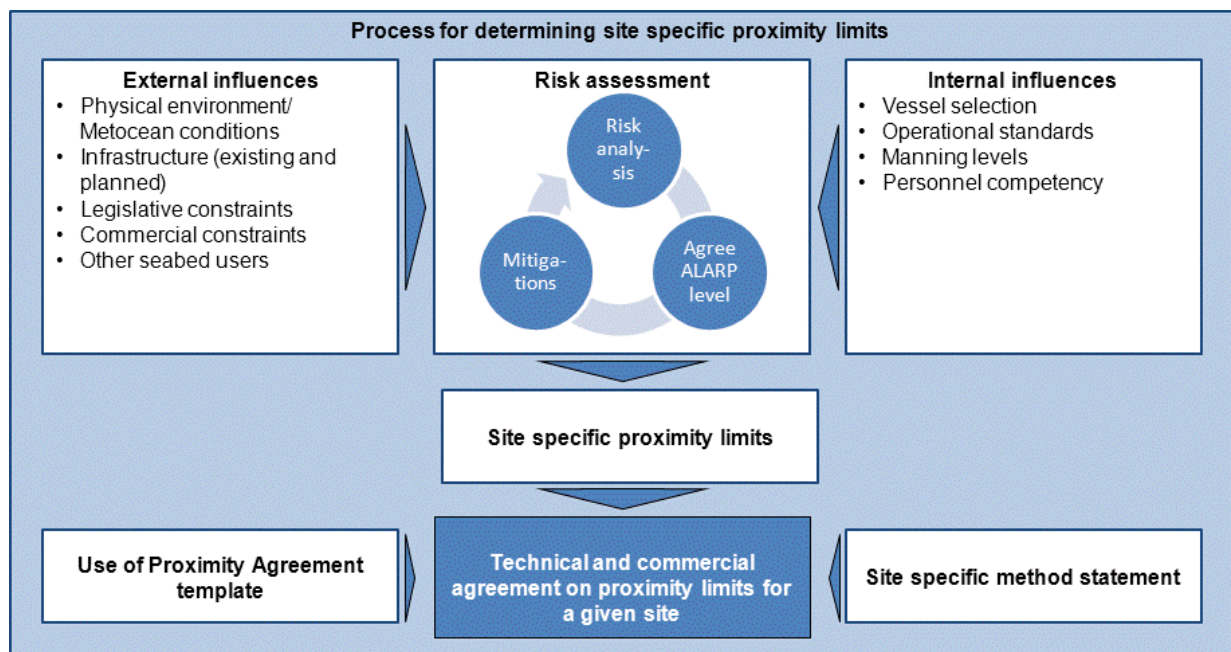 Process for determining site specific proximity limits
External influences
• Physical environment/
Metocean conditions
• Infrastructure (existing and
planned)
• Legislative constraints
• Commercial constraints
• Other seabed users
Risk assessment
Risk
analy-
sis
Mitiga-
tions
Agree
ALARP
level
Internal influences
• Vessel selection
• Operational standards
• Manning levels
• Personnel competency
Site specific proximity limits
Use of Proximity Agreement
template
Technical and commercial
agreement on proximity limits for
a given site
Site specific method statement